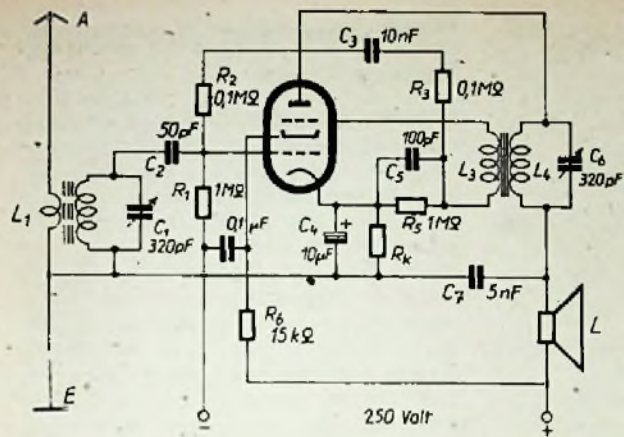 A
C3
10nF
R2
0,1MΩ
R3
0,1MΩ
50pF
C2
100pF
C5
L3
L4
C6
320pF
L1
C1
320pF
R1
1MΩ
0,1µF
C4
+
10µF
R5
1MΩ
Rk
C7
5nF
R6
15kΩ
L
E
-
250 Volt
+